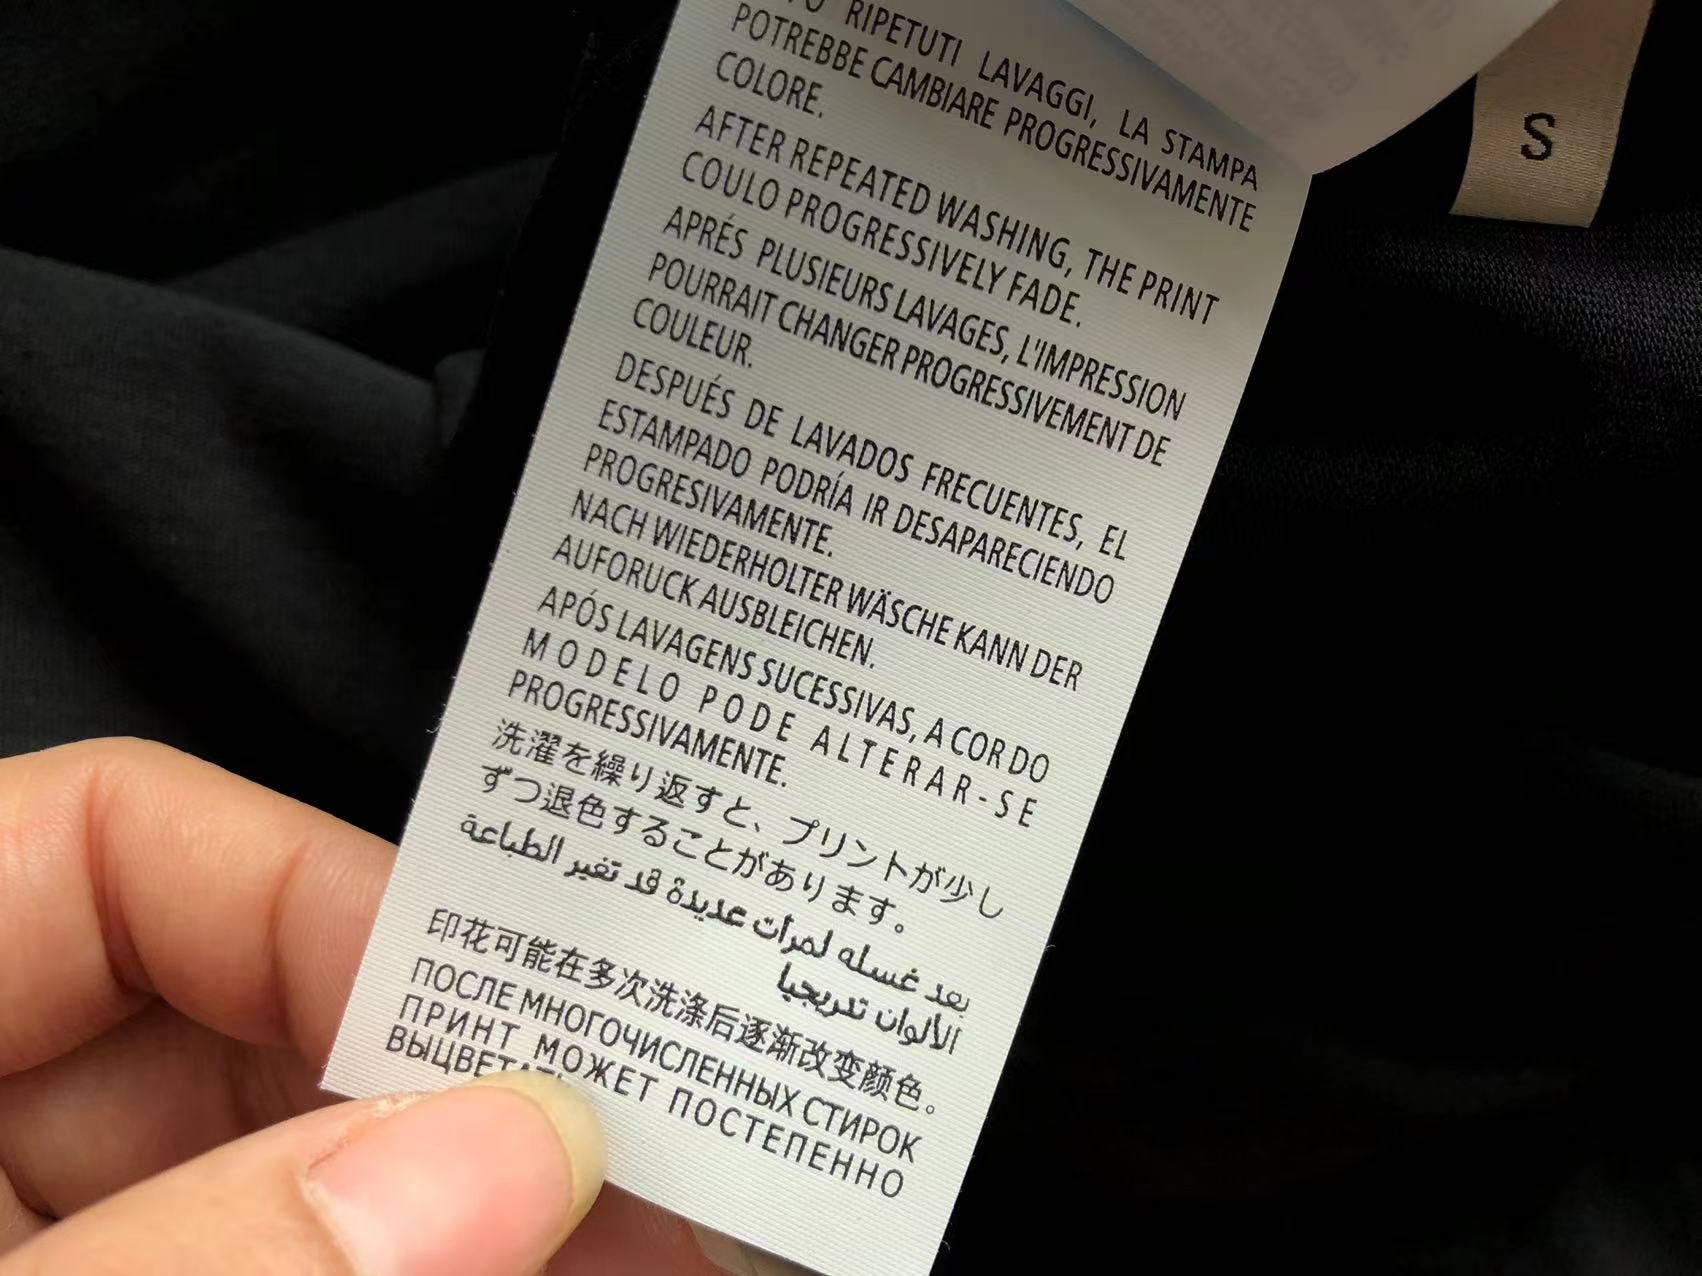 RIPETUTI LAVAGGI, LA STAMPA
POTREBBE CAMBIARE PROGRESSIVAMENTE
COLORE.
AFTER REPEATED WASHING, THE PRINT
COULO PROGRESSIVELY FADE.
APRÉS PLUSIEURS LAVAGES, L'IMPRESSION
POURRAIT CHANGER PROGRESSIVEMENT DE
COULEUR.
DESPUÉS DE LAVADOS FRECUENTES, EL
ESTAMPADO PODRÍA IR DESAPARECIENDO
PROGRESIVAMENTE.
NACH WIEDERHOLTER WÄSCHE KANN DER
AUFORUCK AUSBLEICHEN.
APÓS LAVAGENS SUCESSIVAS, A COR DO
MODELO PODE ALTERAR-SE
PROGRESSIVAMENTE.
洗濯を繰り返すと、プリントが少し
ずつ退色することがあります。
بعد غسله لمرات عديدة قد تغير الطباعة
الألوان تدريجيا
印花可能在多次洗涤后逐渐改变颜色。
ПОСЛЕ МНОГОЧИСЛЕННЫХ СТИРОК
ПРИНТ МОЖЕТ ПОСТЕПЕННО
S